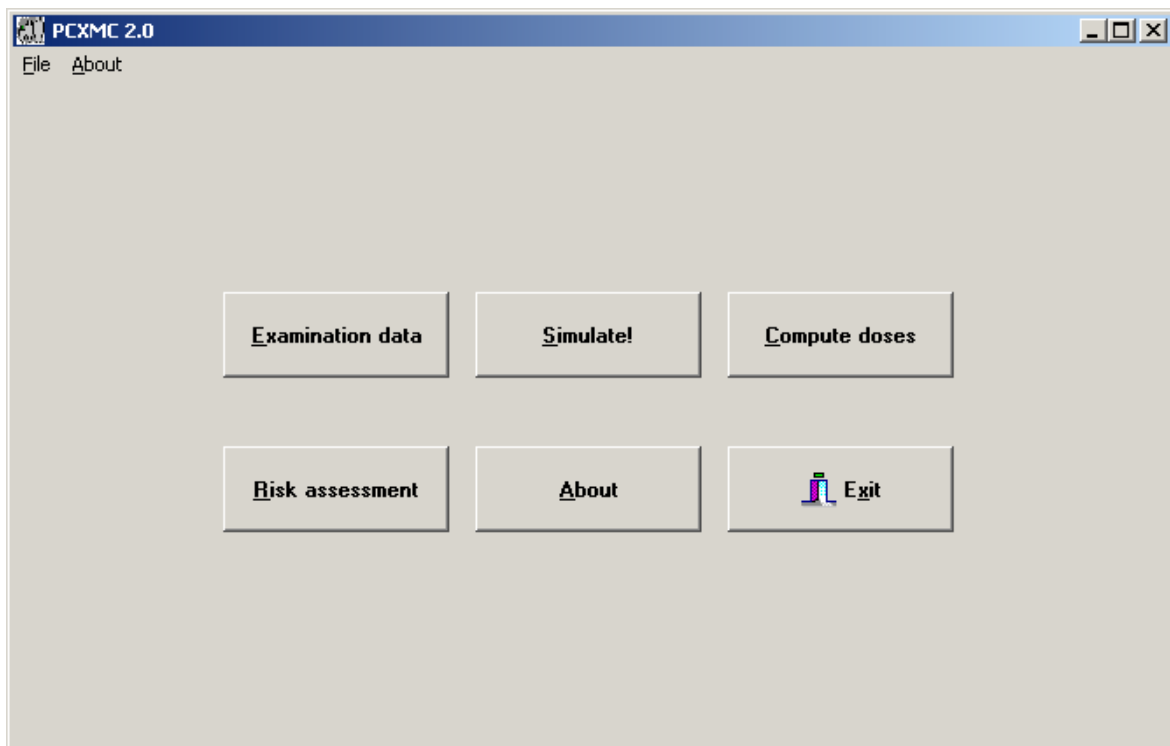 PCXMC 2.0
File About
Examination data Simulate! Compute doses
Risk assessment About Exit